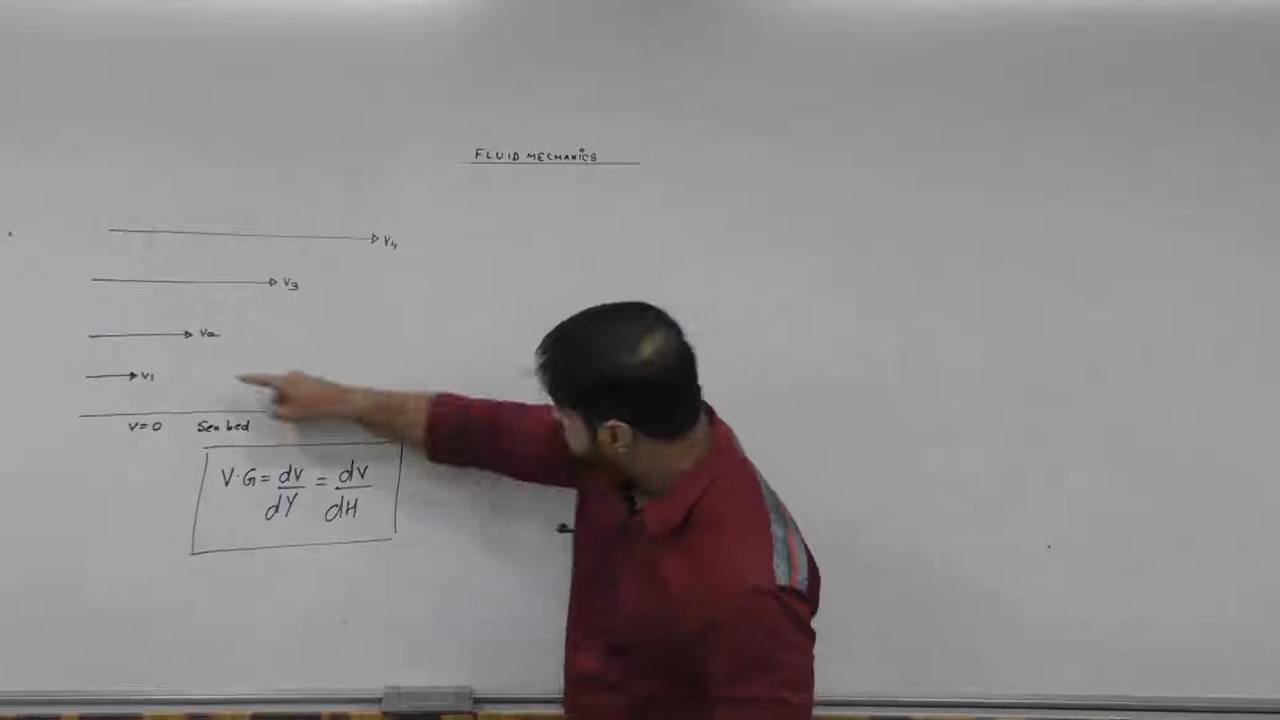 FLUID MECHANICS
V4
V3
V2
V1
V=0 Sea bed
V·G = dv/dY = dv/dH